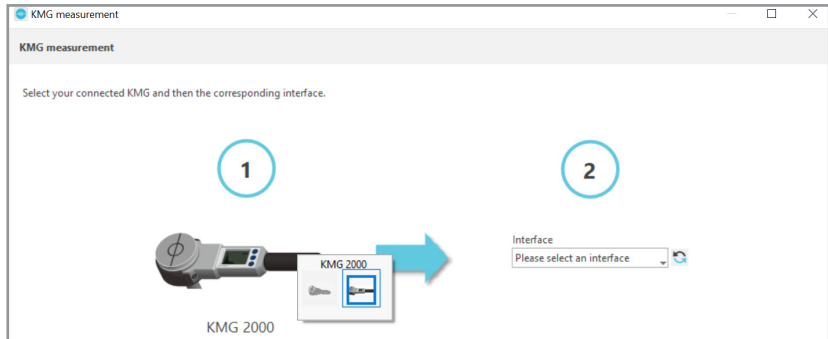 KMG measurement
KMG measurement
Select your connected KMG and then the corresponding interface.
1
2
Interface
Please select an interface
KMG 2000
KMG 2000